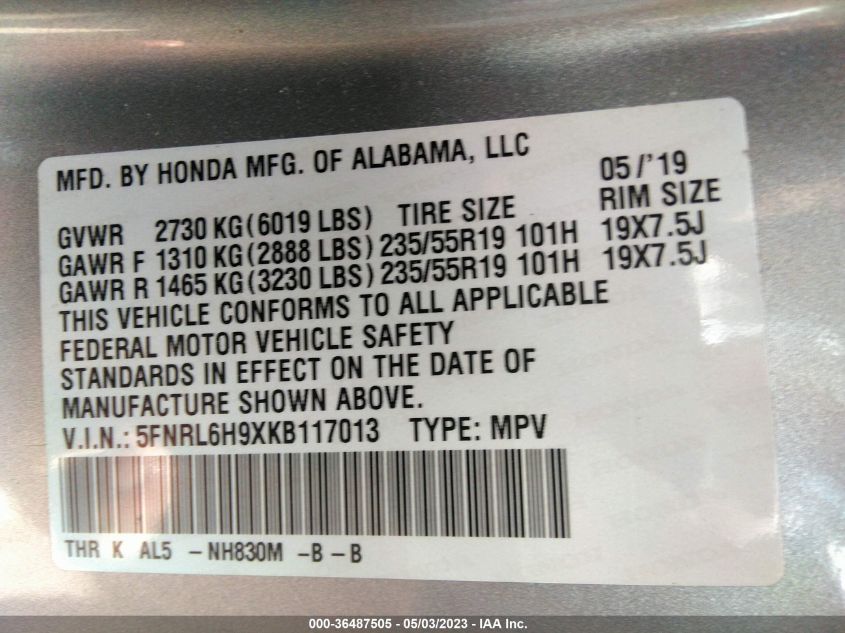 MFD. BY HONDA MFG. OF ALABAMA, LLC 05/'19
GVWR 2730 KG(6019 LBS) TIRE SIZE RIM SIZE
GAWR F 1310 KG(2888 LBS) 235/55R19 101H 19X7.5J
GAWR R 1465 KG(3230 LBS) 235/55R19 101H 19X7.5J
THIS VEHICLE CONFORMS TO ALL APPLICABLE
FEDERAL MOTOR VEHICLE SAFETY
STANDARDS IN EFFECT ON THE DATE OF
MANUFACTURE SHOWN ABOVE.
V.I.N.: 5FNRL6H9XKB117013 TYPE: MPV
THR K AL5 -NH830M -B -B
000-36487505 - 05/03/2023 - IAA Inc.